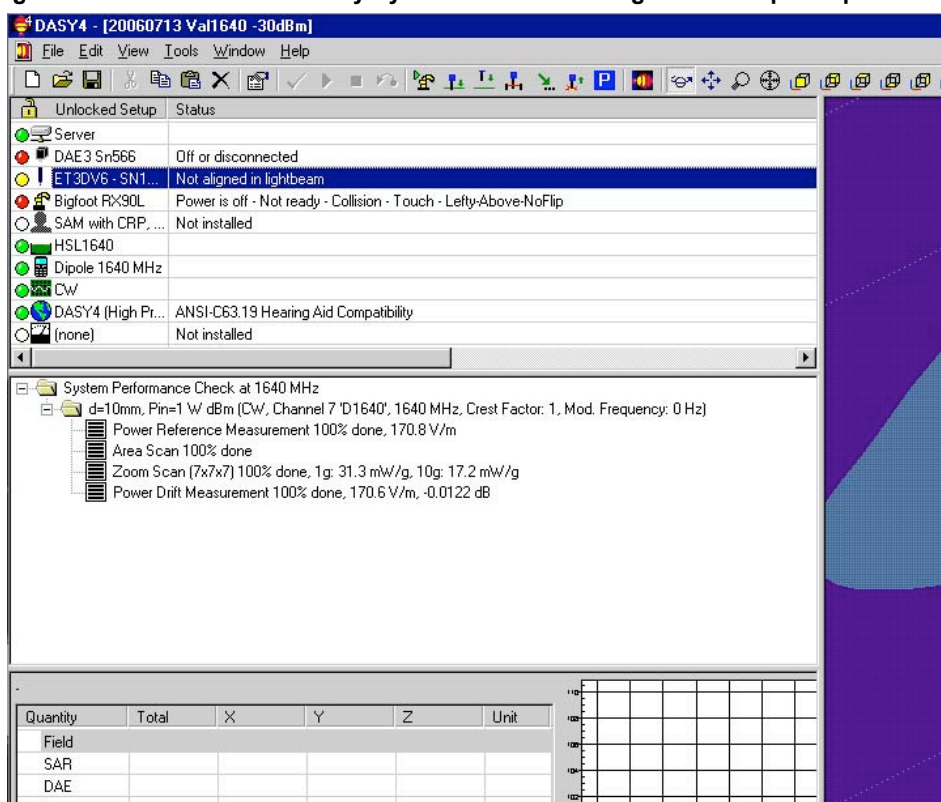 DASY4 - [20060713 Val1640 -30dBm]
File Edit View Tools Window Help
P
Unlocked Setup Status
Server
DAE3 Sn566 Off or disconnected
ET3DV6 - SN1... Not aligned in lightbeam
Bigfoot RX90L Power is off - Not ready - Collision - Touch - Lefty-Above-NoFlip
SAM with CRP, ... Not installed
HSL1640
Dipole 1640 MHz
CW
DASY4 (High Pr... ANSI-C63.19 Hearing Aid Compatibility
(none) Not installed
System Performance Check at 1640 MHz
d=10mm, Pin=1 W dBm (CW, Channel 7 'D1640', 1640 MHz, Crest Factor: 1, Mod. Frequency: 0 Hz)
Power Reference Measurement 100% done, 170.8 V/m
Area Scan 100% done
Zoom Scan (7x7x7) 100% done, 1g: 31.3 mW/g, 10g: 17.2 mW/g
Power Drift Measurement 100% done, 170.6 V/m, -0.0122 dB
-
Quantity Total X Y Z Unit
Field
SAR
DAE